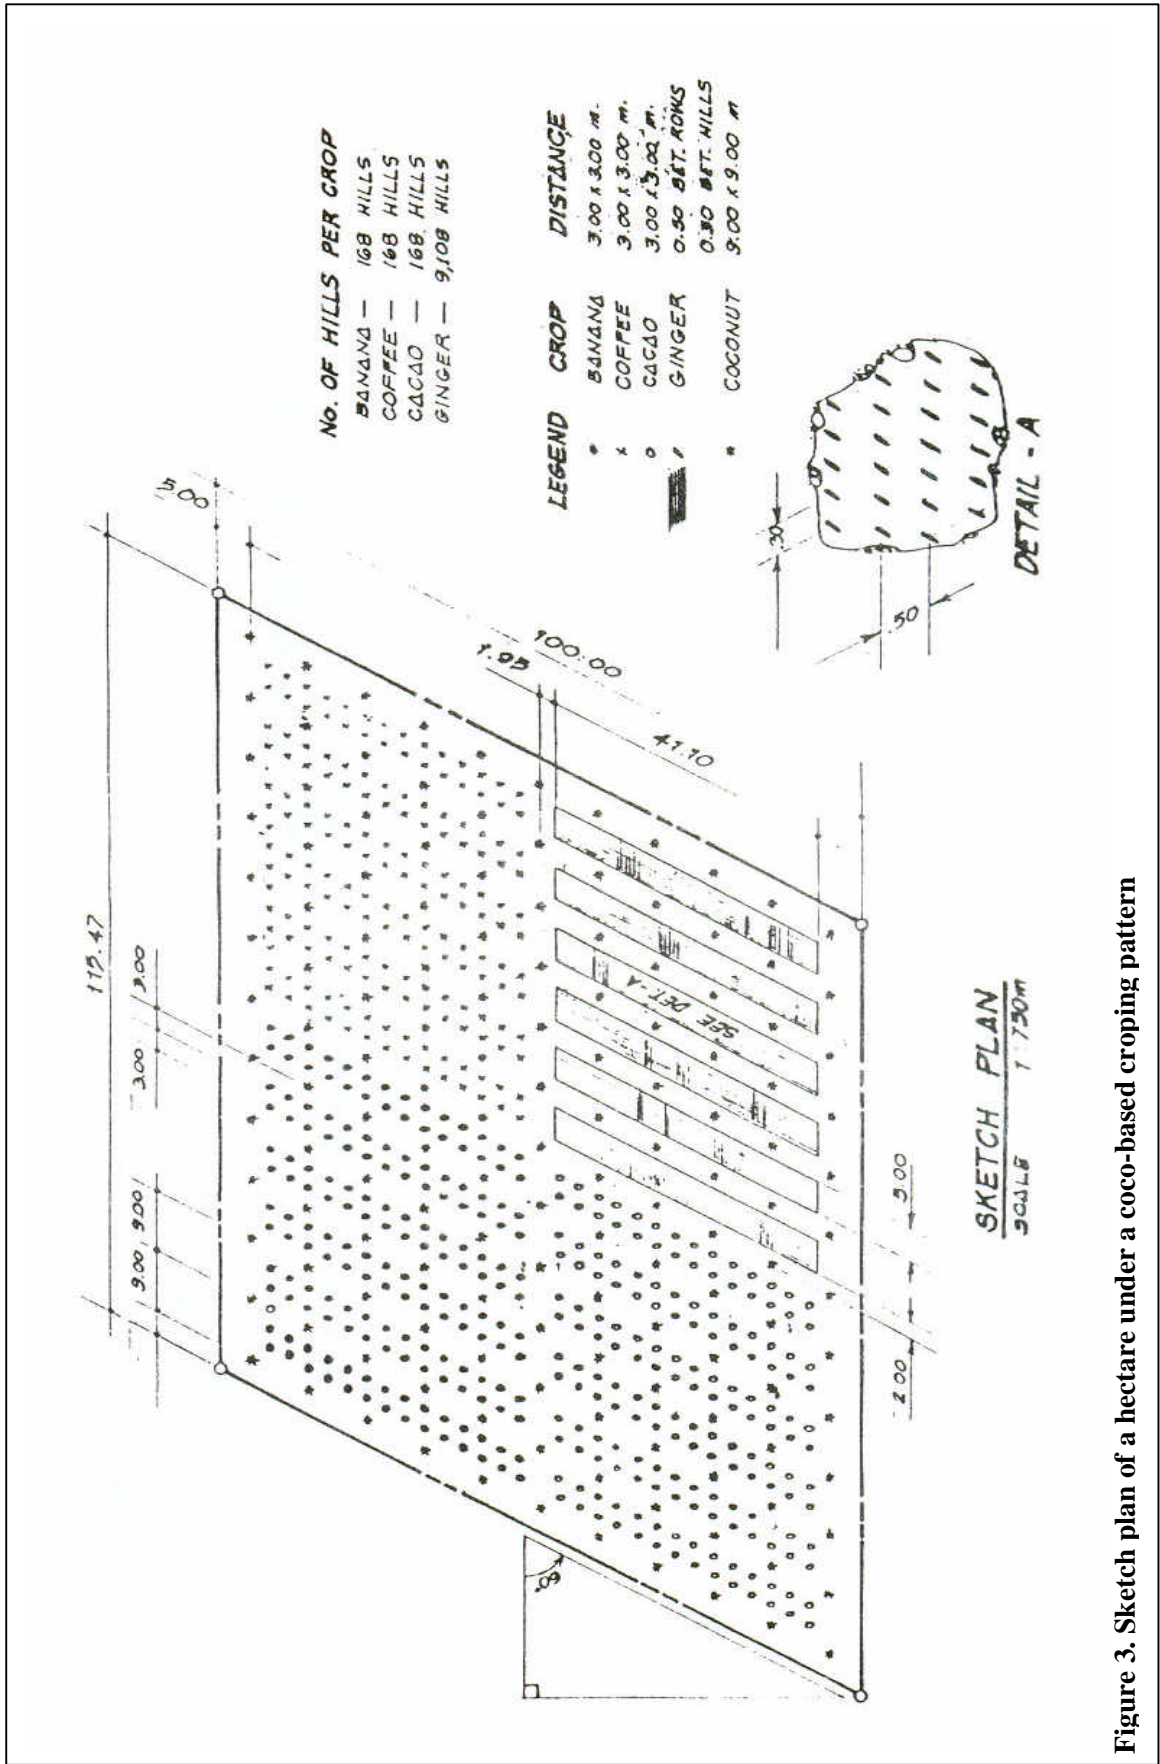 No. OF HILLS PER CROP
BANANA — 168 HILLS
COFFEE — 168 HILLS
CACAO — 168 HILLS
GINGER — 9,108 HILLS
LEGEND CROP DISTANCE
BANANA 3.00 X 3.00 m.
x COFFEE 3.00 X 3.00 m.
o CACAO 3.00 X 3.00 m.
GINGER 0.50 BET. ROWS
0.30 BET. HILLS
* COCONUT 9.00 X 9.00 m
115.47
5.00
9.00 9.00
3.00 3.00
1.95
100.00
41.10
60°
SEE DET-A
2.00
5.00
.30
.50
DETAIL - A
SKETCH PLAN
SCALE 1:750m
Figure 3. Sketch plan of a hectare under a coco-based croping pattern